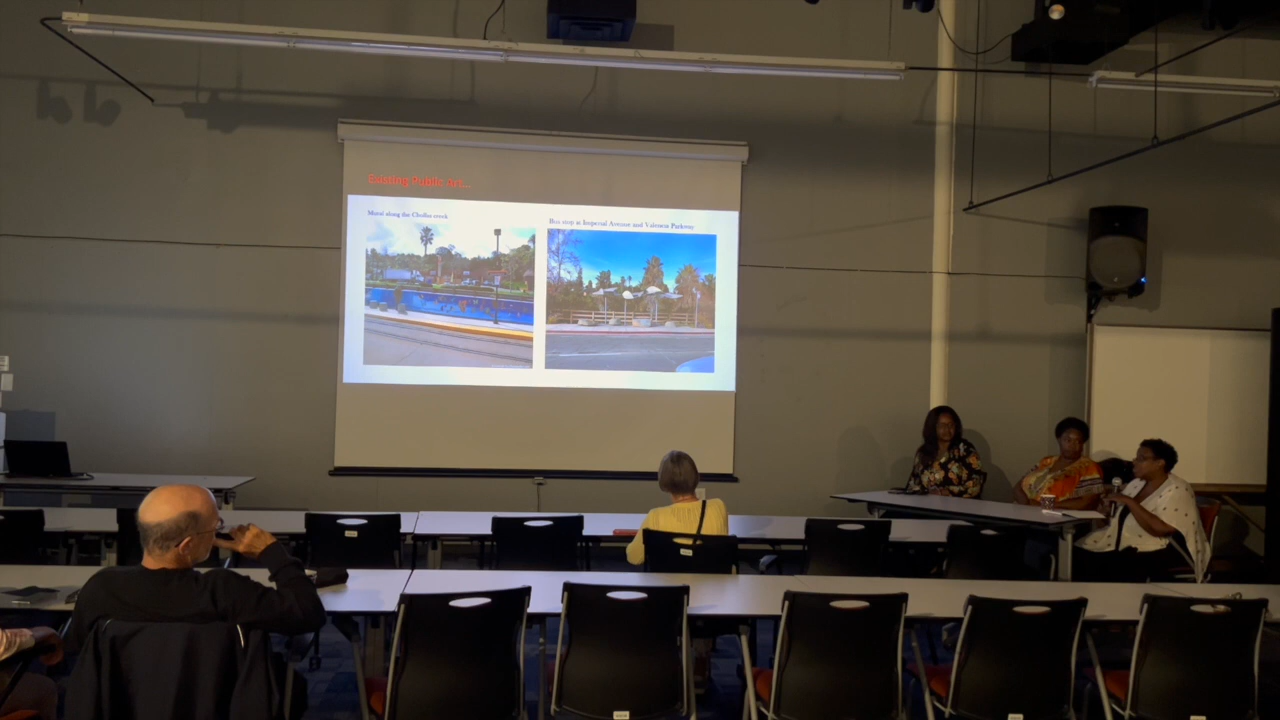 Existing Public Art...
Mural along the Chollas creek
Bus stop at Imperial Avenue and Valencia Parkway